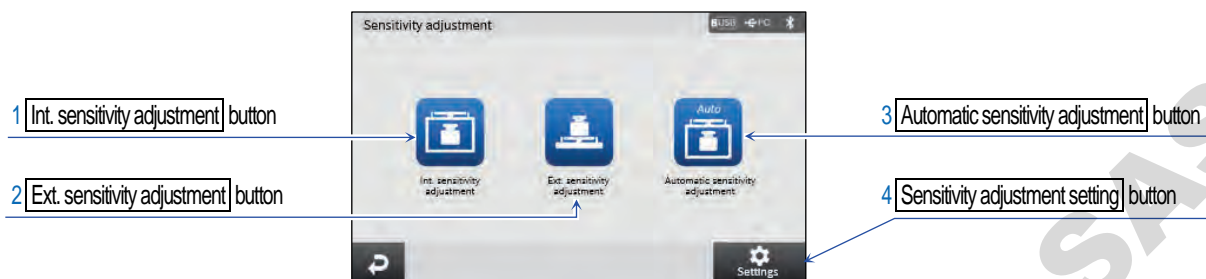 Sensitivity adjustment
USB PC
1 Int. sensitivity adjustment button
2 Ext. sensitivity adjustment button
Auto
Int. sensitivity
adjustment
Ext. sensitivity
adjustment
Automatic sensitivity
adjustment
3 Automatic sensitivity adjustment button
4 Sensitivity adjustment setting button
Settings
SAS